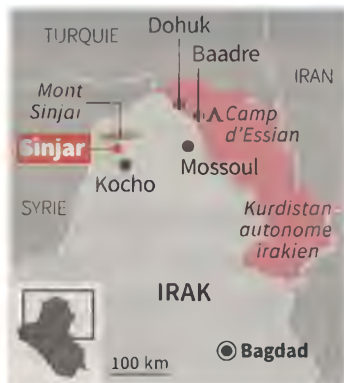 TURQUIE
Dohuk
Baadre
IRAN
Mont
Sinjar
Camp
d'Essian
Sinjar
Mossoul
Kocho
SYRIE
Kurdistan
autonome
irakien
IRAK
Bagdad
100 km